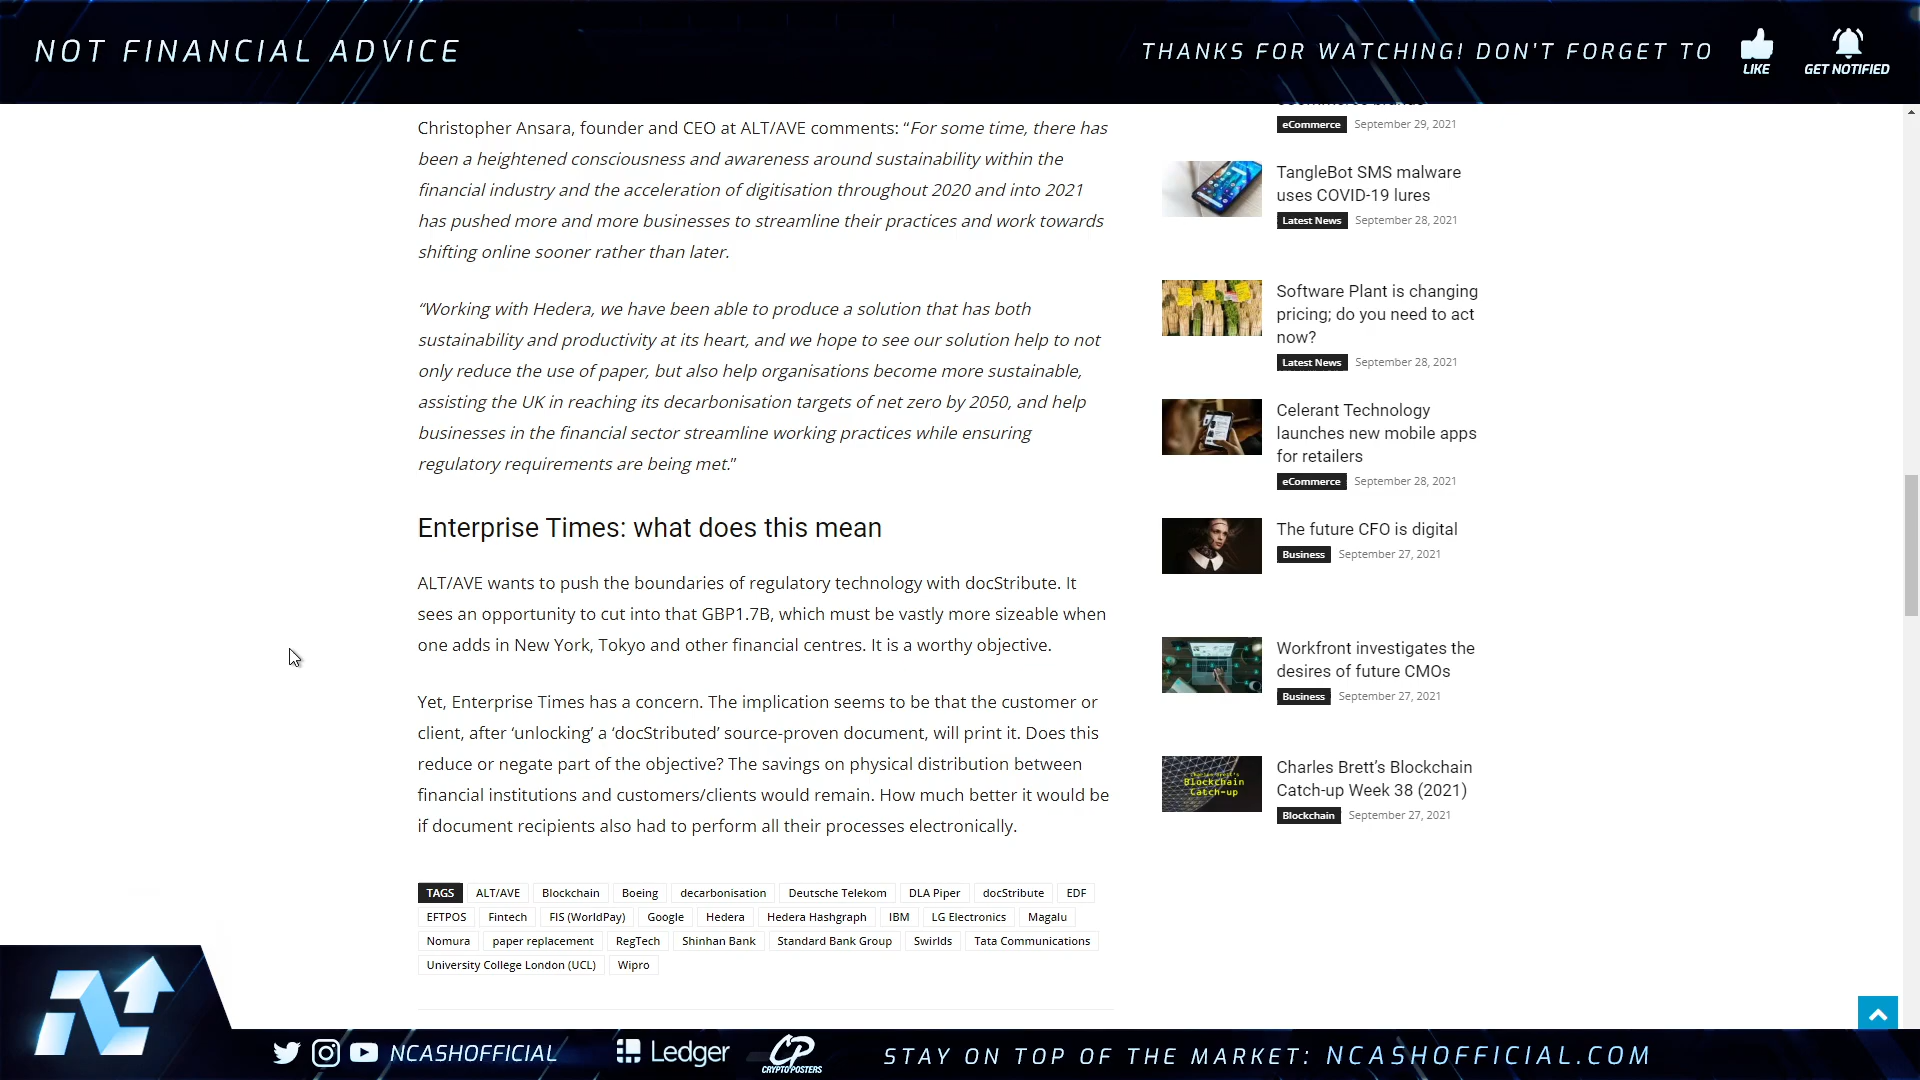 NOT FINANCIAL ADVICE
THANKS FOR WATCHING! DON'T FORGET TO
LIKE
GET NOTIFIED
Christopher Ansara, founder and CEO at ALT/AVE comments: “For some time, there has
been a heightened consciousness and awareness around sustainability within the
financial industry and the acceleration of digitisation throughout 2020 and into 2021
has pushed more and more businesses to streamline their practices and work towards
shifting online sooner rather than later.
“Working with Hedera, we have been able to produce a solution that has both
sustainability and productivity at its heart, and we hope to see our solution help to not
only reduce the use of paper, but also help organisations become more sustainable,
assisting the UK in reaching its decarbonisation targets of net zero by 2050, and help
businesses in the financial sector streamline working practices while ensuring
regulatory requirements are being met.”
Enterprise Times: what does this mean
ALT/AVE wants to push the boundaries of regulatory technology with docStribute. It
sees an opportunity to cut into that GBP1.7B, which must be vastly more sizeable when
one adds in New York, Tokyo and other financial centres. It is a worthy objective.
Yet, Enterprise Times has a concern. The implication seems to be that the customer or
client, after ‘unlocking’ a ‘docStributed’ source-proven document, will print it. Does this
reduce or negate part of the objective? The savings on physical distribution between
financial institutions and customers/clients would remain. How much better it would be
if document recipients also had to perform all their processes electronically.
TAGS ALT/AVE Blockchain Boeing decarbonisation Deutsche Telekom DLA Piper docStribute EDF
EFTPOS Fintech FIS (WorldPay) Google Hedera Hedera Hashgraph IBM LG Electronics Magalu
Nomura paper replacement RegTech Shinhan Bank Standard Bank Group Swirlds Tata Communications
University College London (UCL) Wipro
eCommerce September 29, 2021
TangleBot SMS malware
uses COVID-19 lures
Latest News September 28, 2021
Software Plant is changing
pricing; do you need to act
now?
Latest News September 28, 2021
Celerant Technology
launches new mobile apps
for retailers
eCommerce September 28, 2021
The future CFO is digital
Business September 27, 2021
Workfront investigates the
desires of future CMOs
Business September 27, 2021
Charles Brett's
Blockchain
Catch-up
Charles Brett’s Blockchain
Catch-up Week 38 (2021)
Blockchain September 27, 2021
NCASHOFFICIAL
Ledger
CP
CRYPTOPOSTERS
STAY ON TOP OF THE MARKET: NCASHOFFICIAL.COM